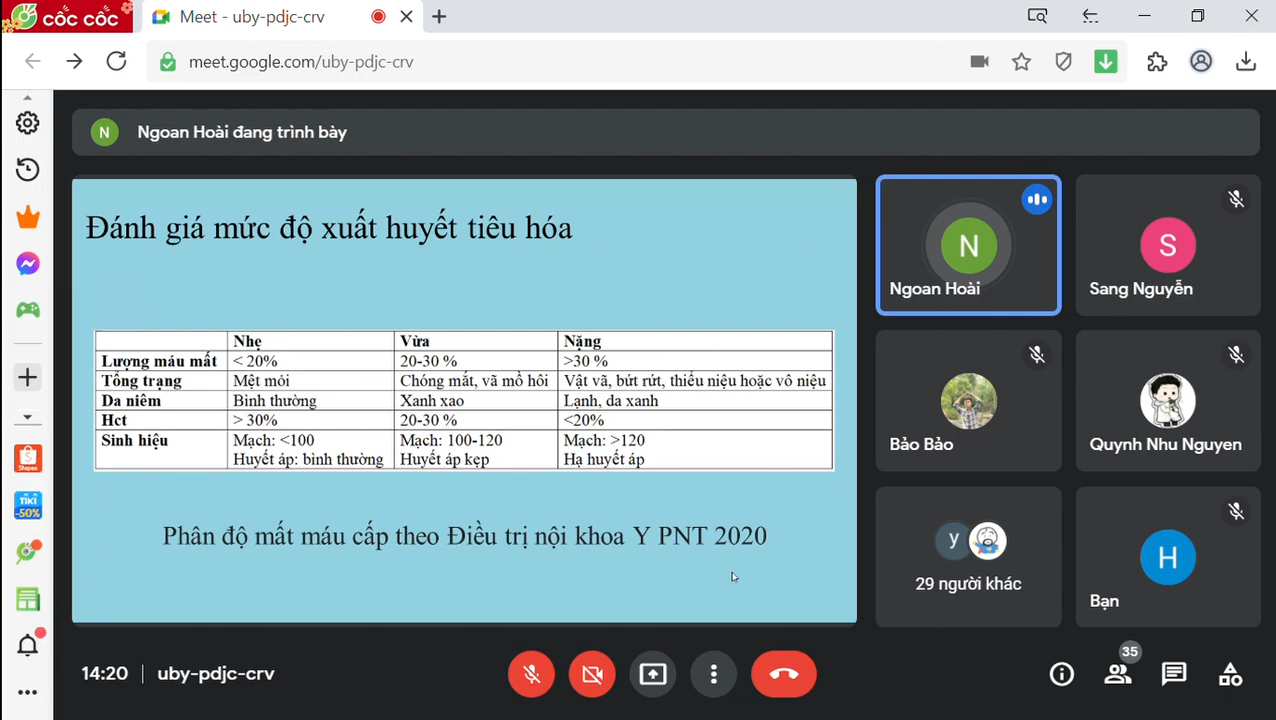 cốc cốc
Meet - uby-pdjc-crv
meet.google.com/uby-pdjc-crv
N Ngoan Hoài đang trình bày
Đánh giá mức độ xuất huyết tiêu hóa
Nhẹ Vừa Nặng
Lượng máu mất < 20% 20-30 % >30 %
Tổng trạng Mệt mỏi Chóng mặt, vã mồ hôi Vật vã, bứt rứt, thiểu niệu hoặc vô niệu
Da niêm Bình thường Xanh xao Lạnh, da xanh
Hct > 30% 20-30 % <20%
Sinh hiệu Mạch: <100 Mạch: 100-120 Mạch: >120
Huyết áp: bình thường Huyết áp kẹp Hạ huyết áp
Phân độ mất máu cấp theo Điều trị nội khoa Y PNT 2020
N
Ngoan Hoài
S
Sang Nguyễn
Bảo Bảo
Quynh Nhu Nguyen
y
29 người khác
H
Bạn
Shopee
TIKI
-50%
14:20
uby-pdjc-crv
35